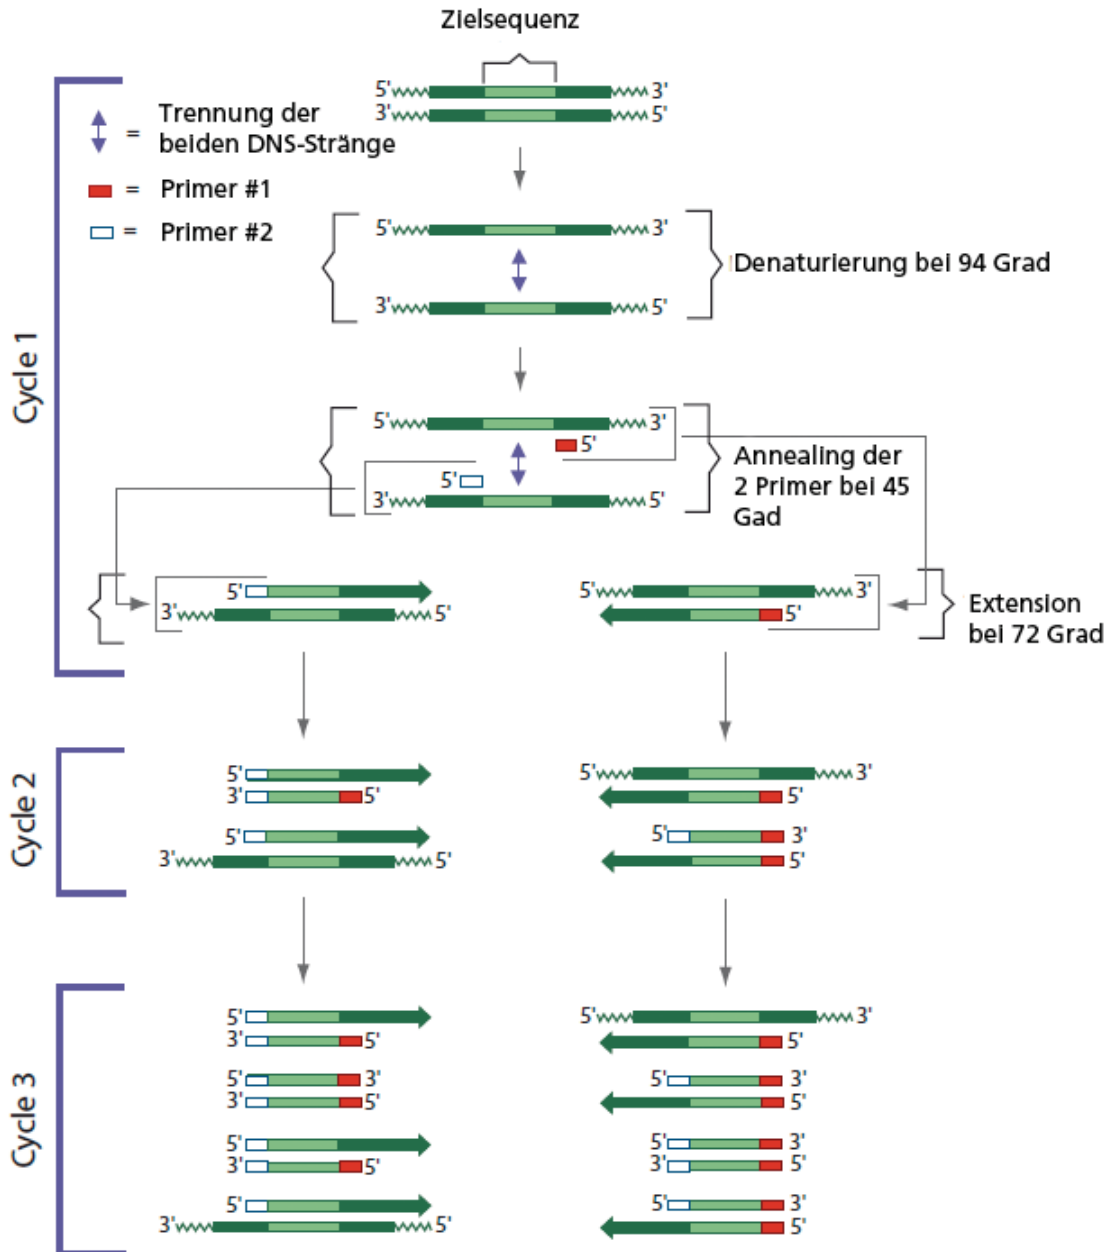 Zielsequenz
5' 3'
3' 5'
= Trennung der
beiden DNS-Stränge
= Primer #1
= Primer #2
5' 3'
Denaturierung bei 94 Grad
3' 5'
Cycle 1
5' 3'
5'
5'
3' 5'
Annealing der
2 Primer bei 45
Gad
5'
3' 5'
5' 3'
5'
Extension
bei 72 Grad
Cycle 2
5'
3' 5'
5'
3' 5'
5' 3'
5'
5' 3'
5'
Cycle 3
5'
3' 5'
5' 3'
3' 5'
5'
3' 5'
5'
3' 5'
5' 3'
5'
5' 3'
5'
5' 3'
3' 5'
5' 3'
5'